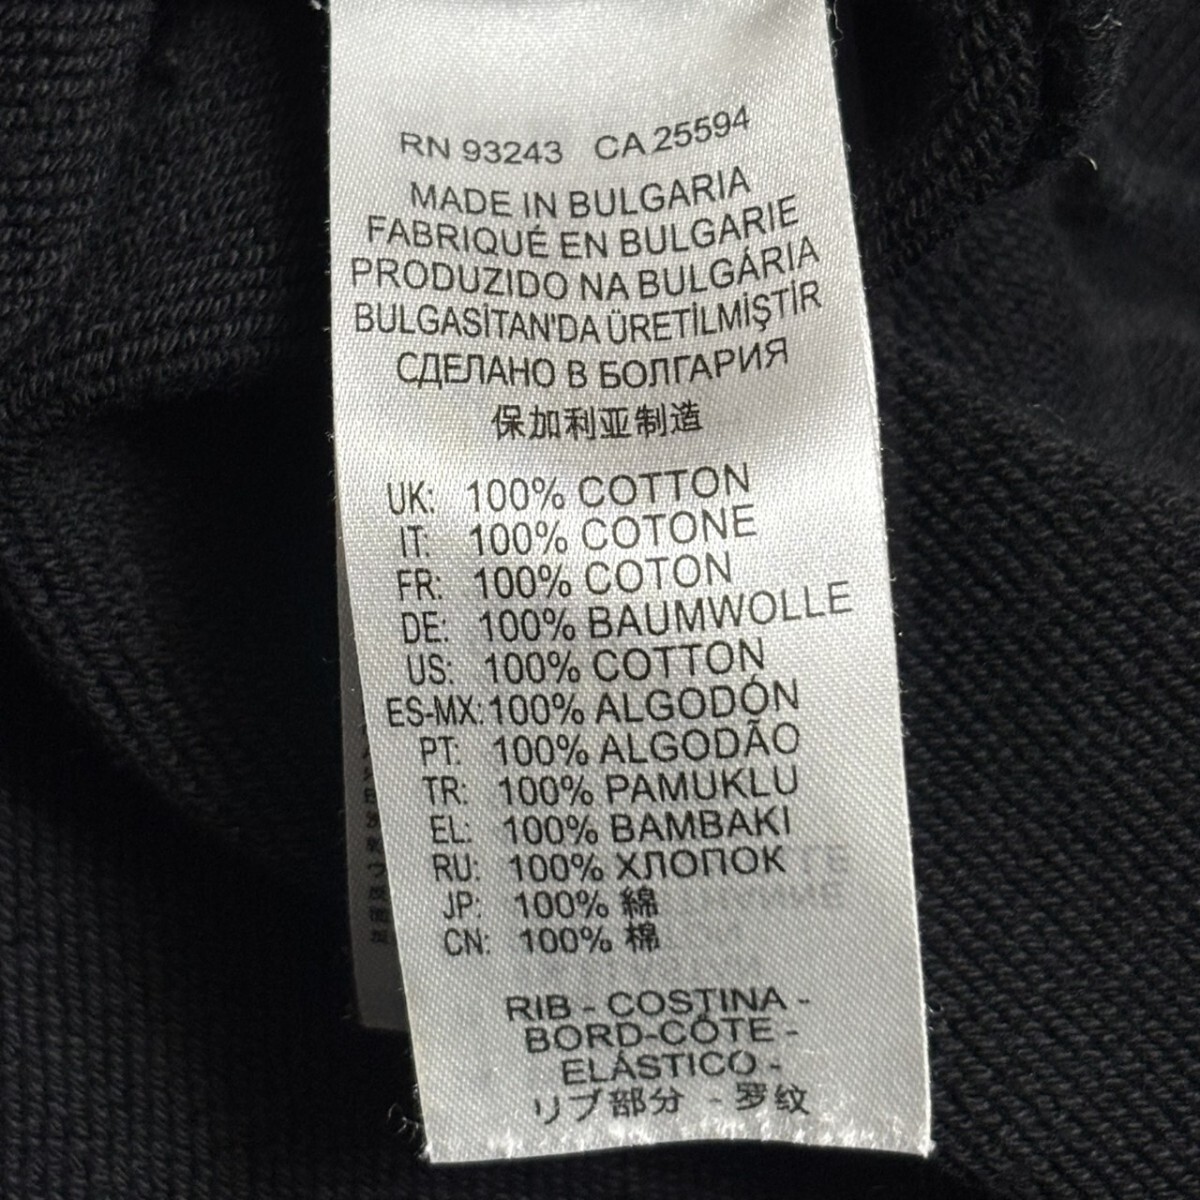 RN 93243 CA 25594
MADE IN BULGARIA
FABRIQUÉ EN BULGARIE
PRODUZIDO NA BULGÁRIA
BULGASİTAN'DA ÜRETİLMİŞTİR
СДЕЛАНО В БОЛГАРИЯ
保加利亚制造
UK: 100% COTTON
IT: 100% COTONE
FR: 100% COTON
DE: 100% BAUMWOLLE
US: 100% COTTON
ES-MX: 100% ALGODÓN
PT: 100% ALGODÃO
TR: 100% PAMUKLU
EL: 100% BAMBAKI
RU: 100% ХЛОПОК
JP: 100% 綿
CN: 100% 棉
RIB - COSTINA -
BORD-CÔTE -
ELÁSTICO -
リブ部分 - 罗纹